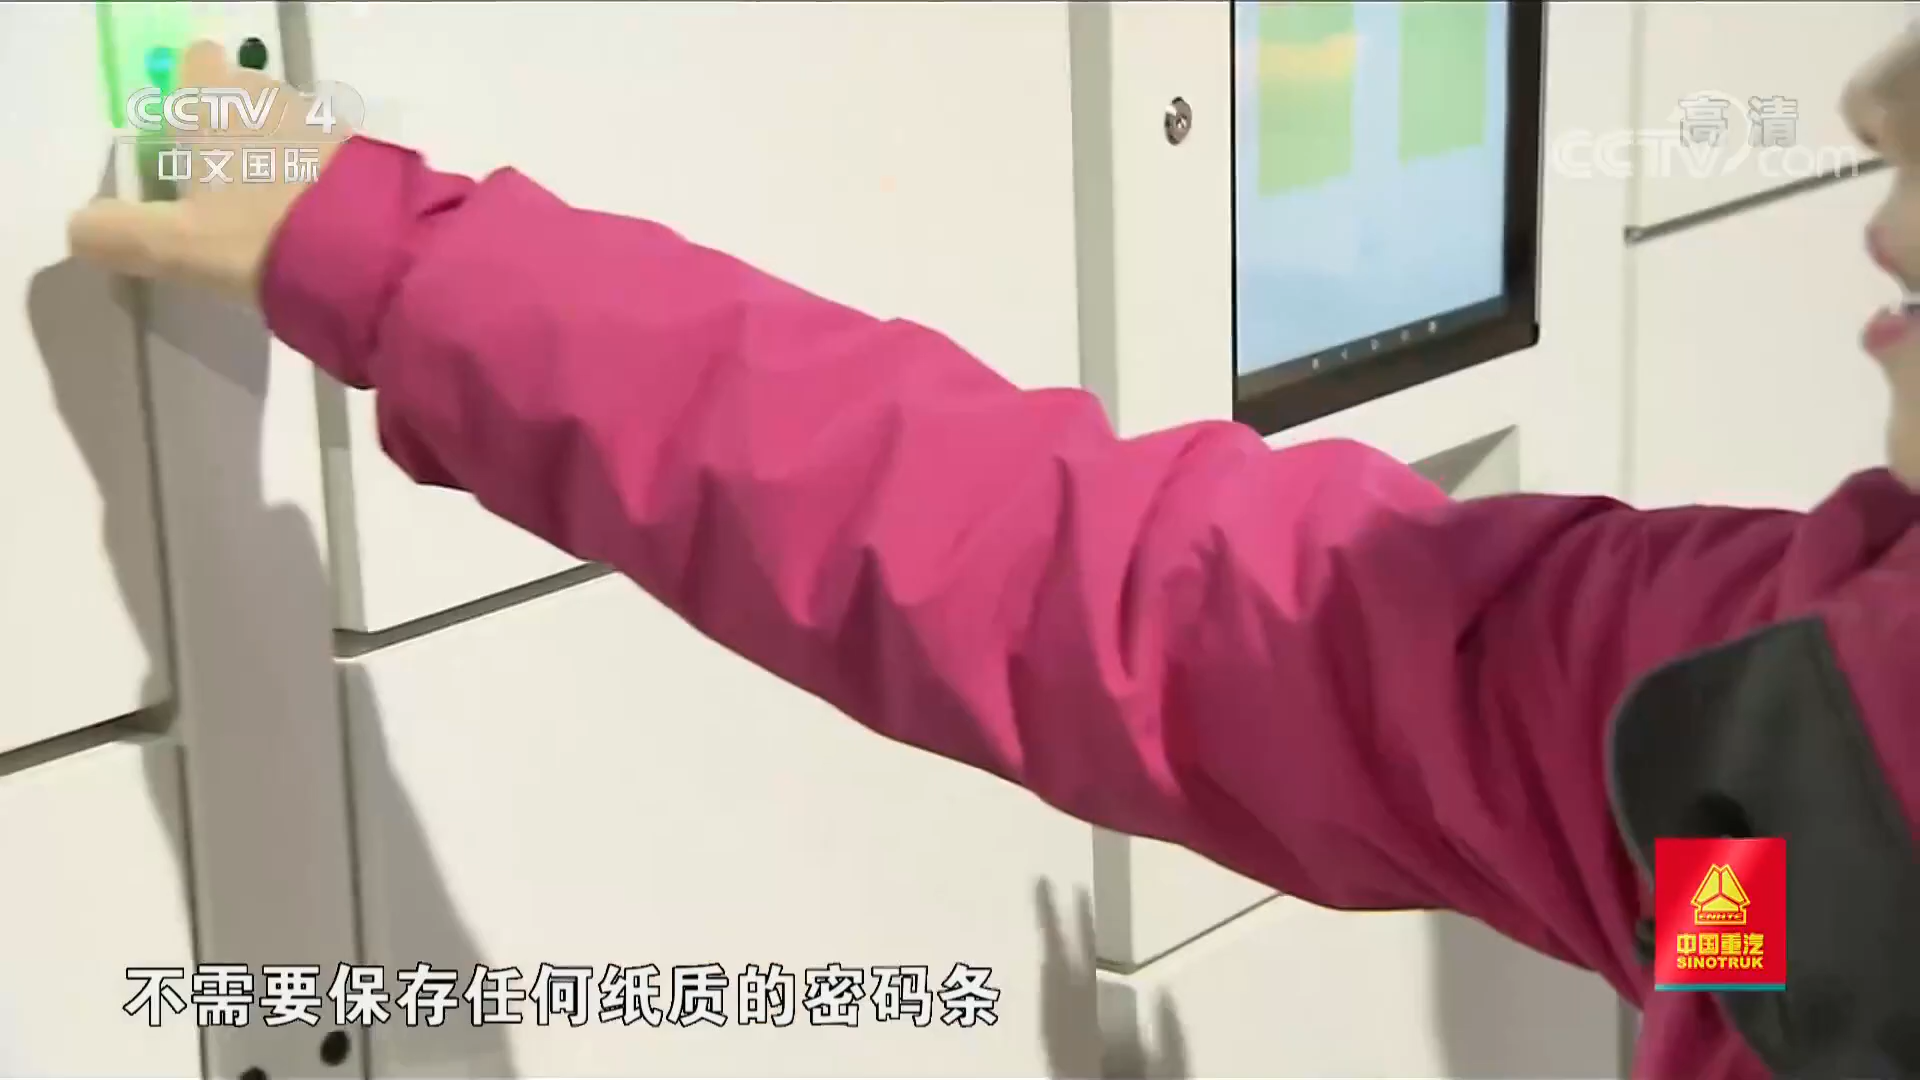 CCTV 4
中文国际
高清
CCTV.com
CNHTC
中国重汽
SINOTRUK
不需要保存任何纸质的密码条